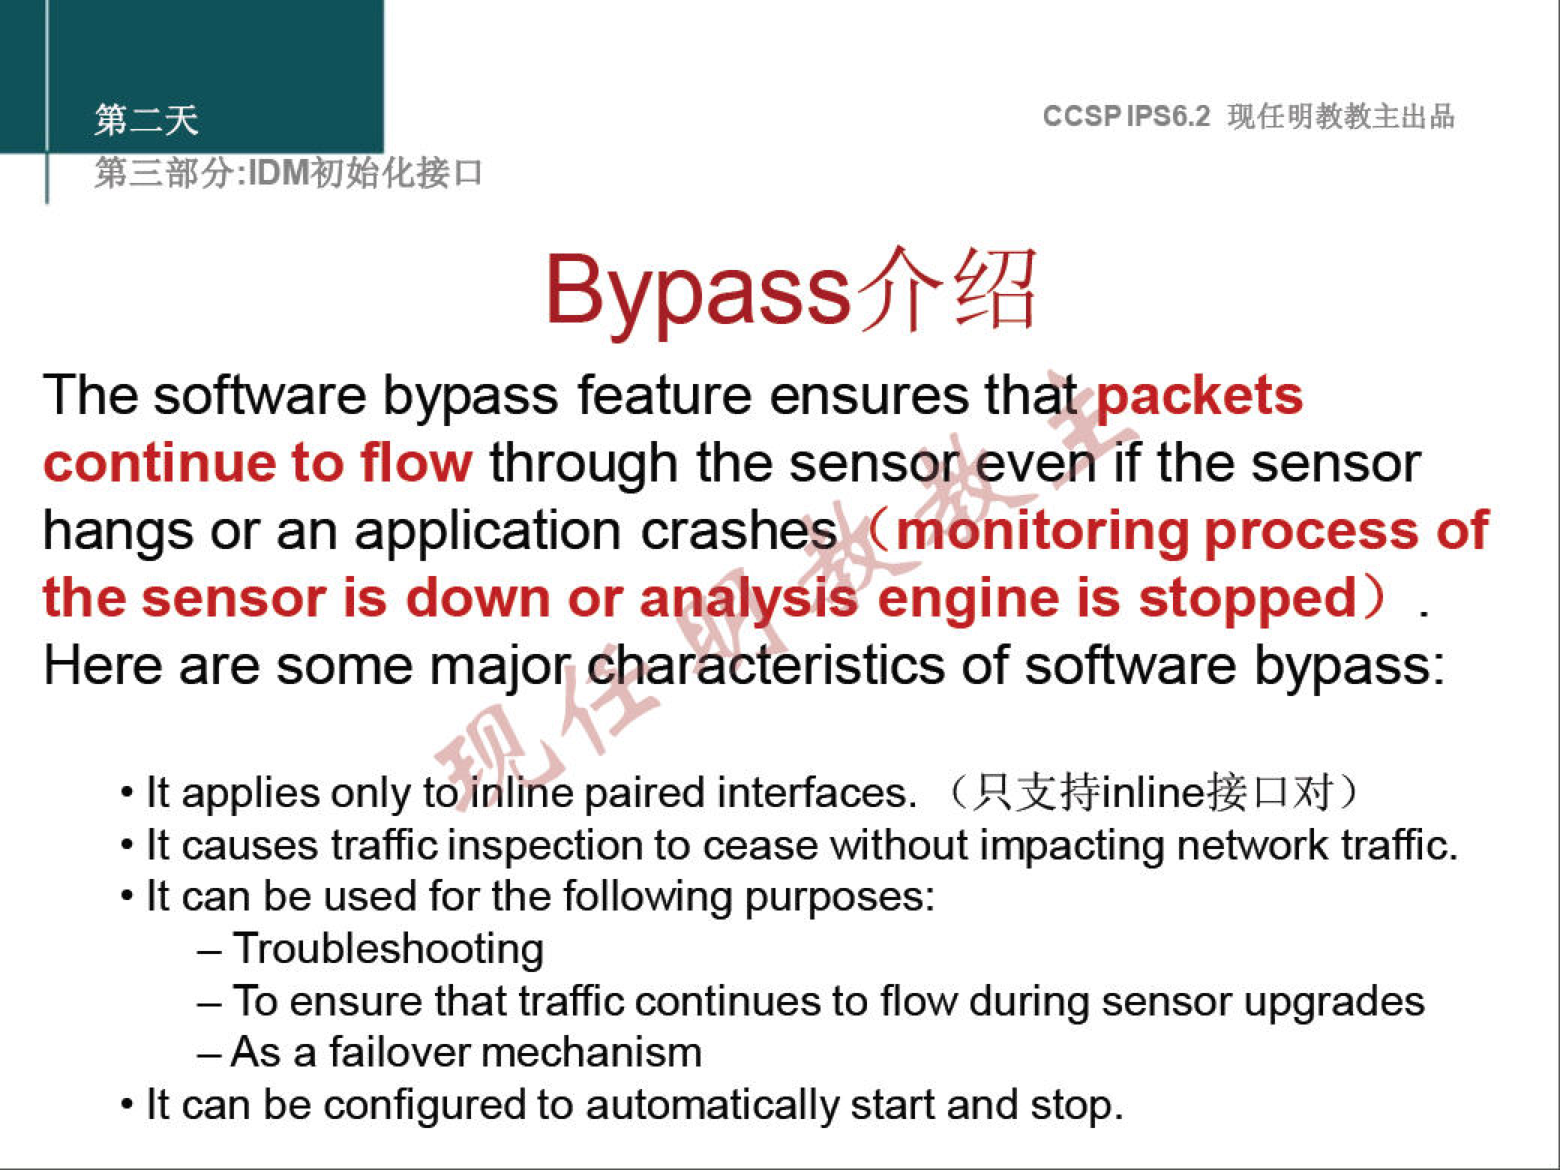 第二天
CCSP IPS6.2 现任明教教主出品
第三部分:IDM初始化接口
Bypass介绍
The software bypass feature ensures that packets
continue to flow through the sensor even if the sensor
hangs or an application crashes（monitoring process of
the sensor is down or analysis engine is stopped）.
Here are some major characteristics of software bypass:
• It applies only to inline paired interfaces. （只支持inline接口对）
• It causes traffic inspection to cease without impacting network traffic.
• It can be used for the following purposes:
– Troubleshooting
– To ensure that traffic continues to flow during sensor upgrades
– As a failover mechanism
• It can be configured to automatically start and stop.
现任明教教主